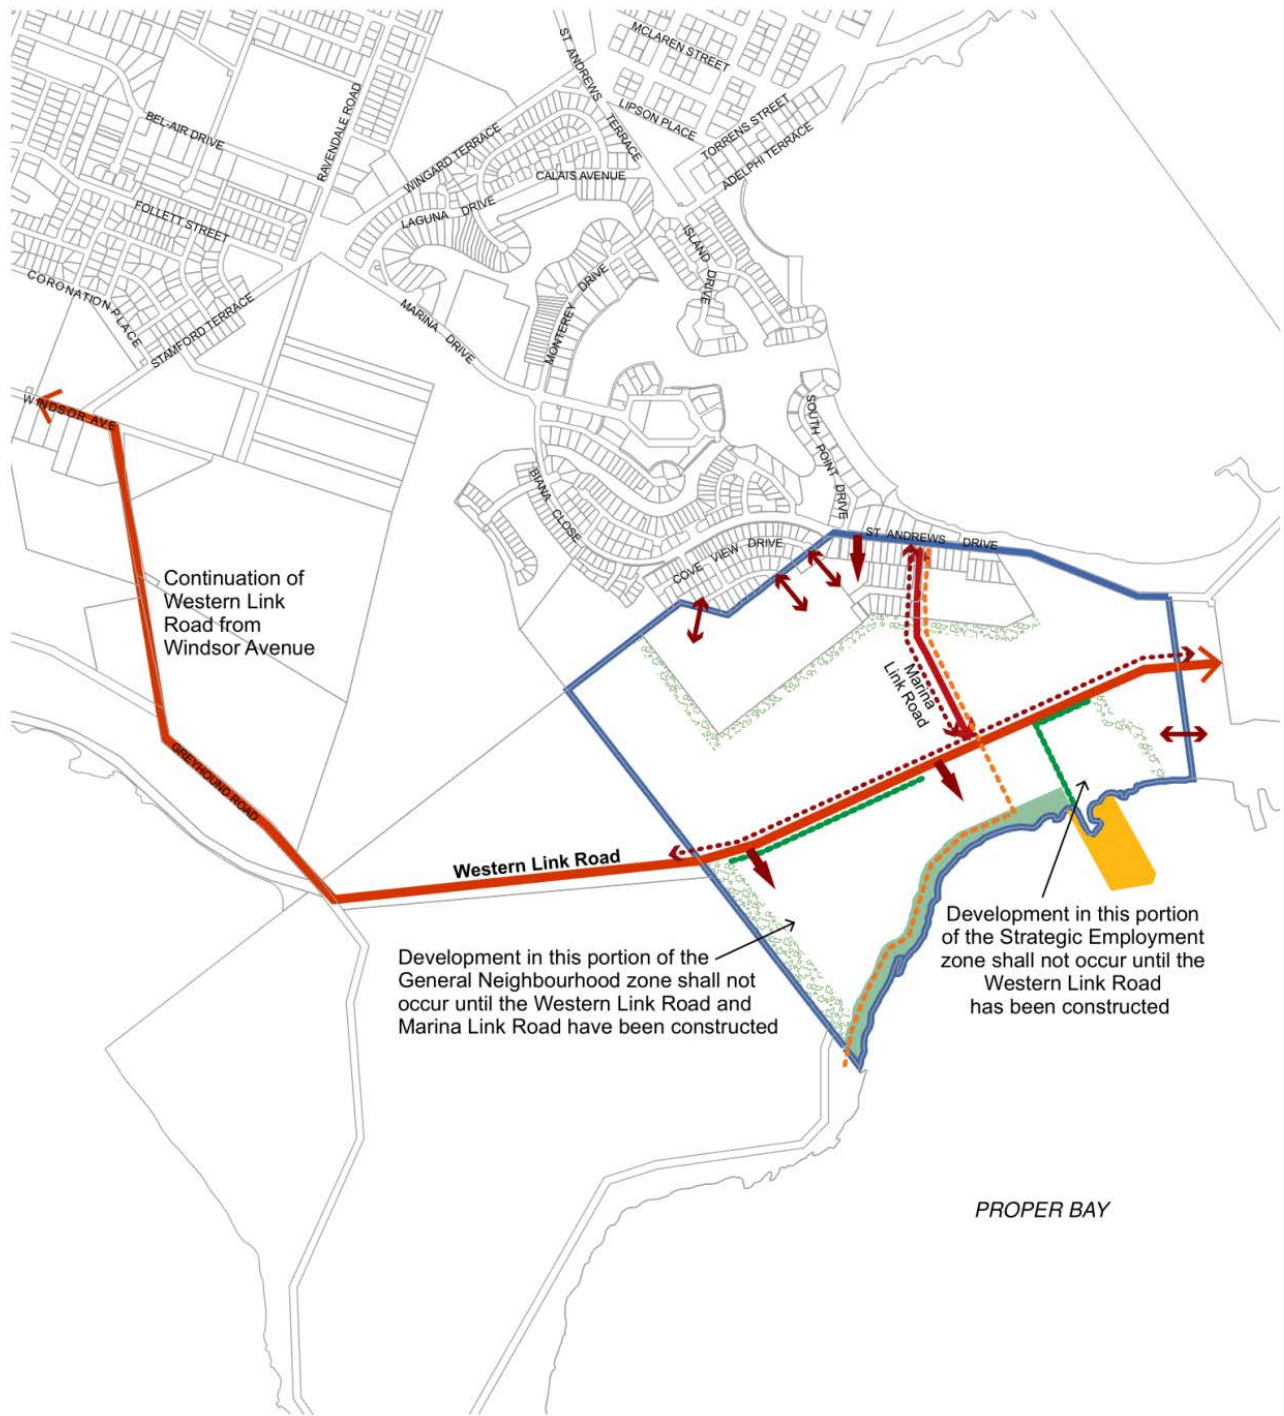 MCLAREN STREET
ST ANDREWS TERRACE
LIPSON PLACE
TORRENS STREET
ADELPHI TERRACE
BEL-AIR DRIVE
RAVENDALE ROAD
WINGARD TERRACE
CALAIS AVENUE
LAGUNA DRIVE
FOLLETT STREET
ISLAND DRIVE
CORONATION PLACE
STAMFORD TERRACE
MARINA DRIVE
MONTEREY DRIVE
WINDSOR AVE
SOUTH POINT DRIVE
BIANA CLOSE
COVE VIEW DRIVE
ST ANDREWS DRIVE
Continuation of
Western Link
Road from
Windsor Avenue
Marina
Link Road
GREYHOUND ROAD
Western Link Road
Development in this portion of the
General Neighbourhood zone shall not
occur until the Western Link Road and
Marina Link Road have been constructed
Development in this portion
of the Strategic Employment
zone shall not occur until the
Western Link Road
has been constructed
PROPER BAY